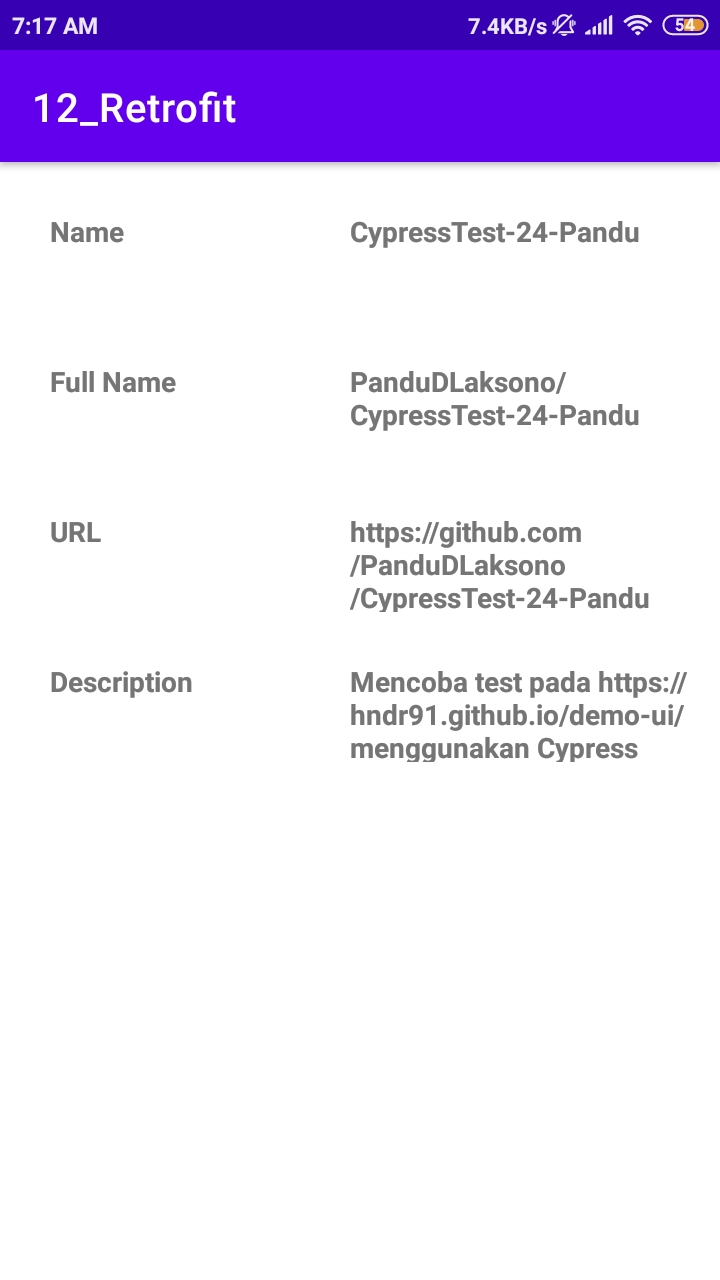 7:17 AM 7.4KB/s 54
12_Retrofit
Name CypressTest-24-Pandu
Full Name PanduDLaksono/
CypressTest-24-Pandu
URL https://github.com
/PanduDLaksono
/CypressTest-24-Pandu
Description Mencoba test pada https://
hndr91.github.io/demo-ui/
menggunakan Cypress